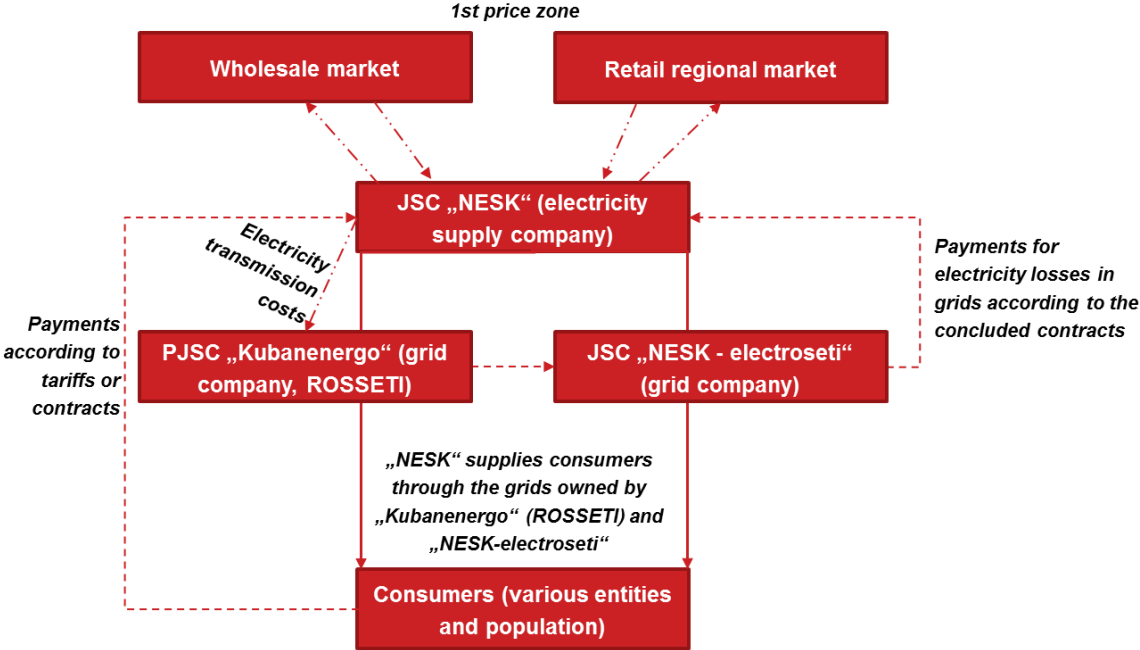 1st price zone
Wholesale market
Retail regional market
JSC „NESK“ (electricity
supply company)
Electricity
transmission
costs
Payments for
electricity losses in
grids according to the
concluded contracts
Payments
according to
tariffs or
contracts
PJSC „Kubanenergo“ (grid
company, ROSSETI)
JSC „NESK - electroseti“
(grid company)
„NESK“ supplies consumers
through the grids owned by
„Kubanenergo“ (ROSSETI) and
„NESK-electroseti“
Consumers (various entities
and population)